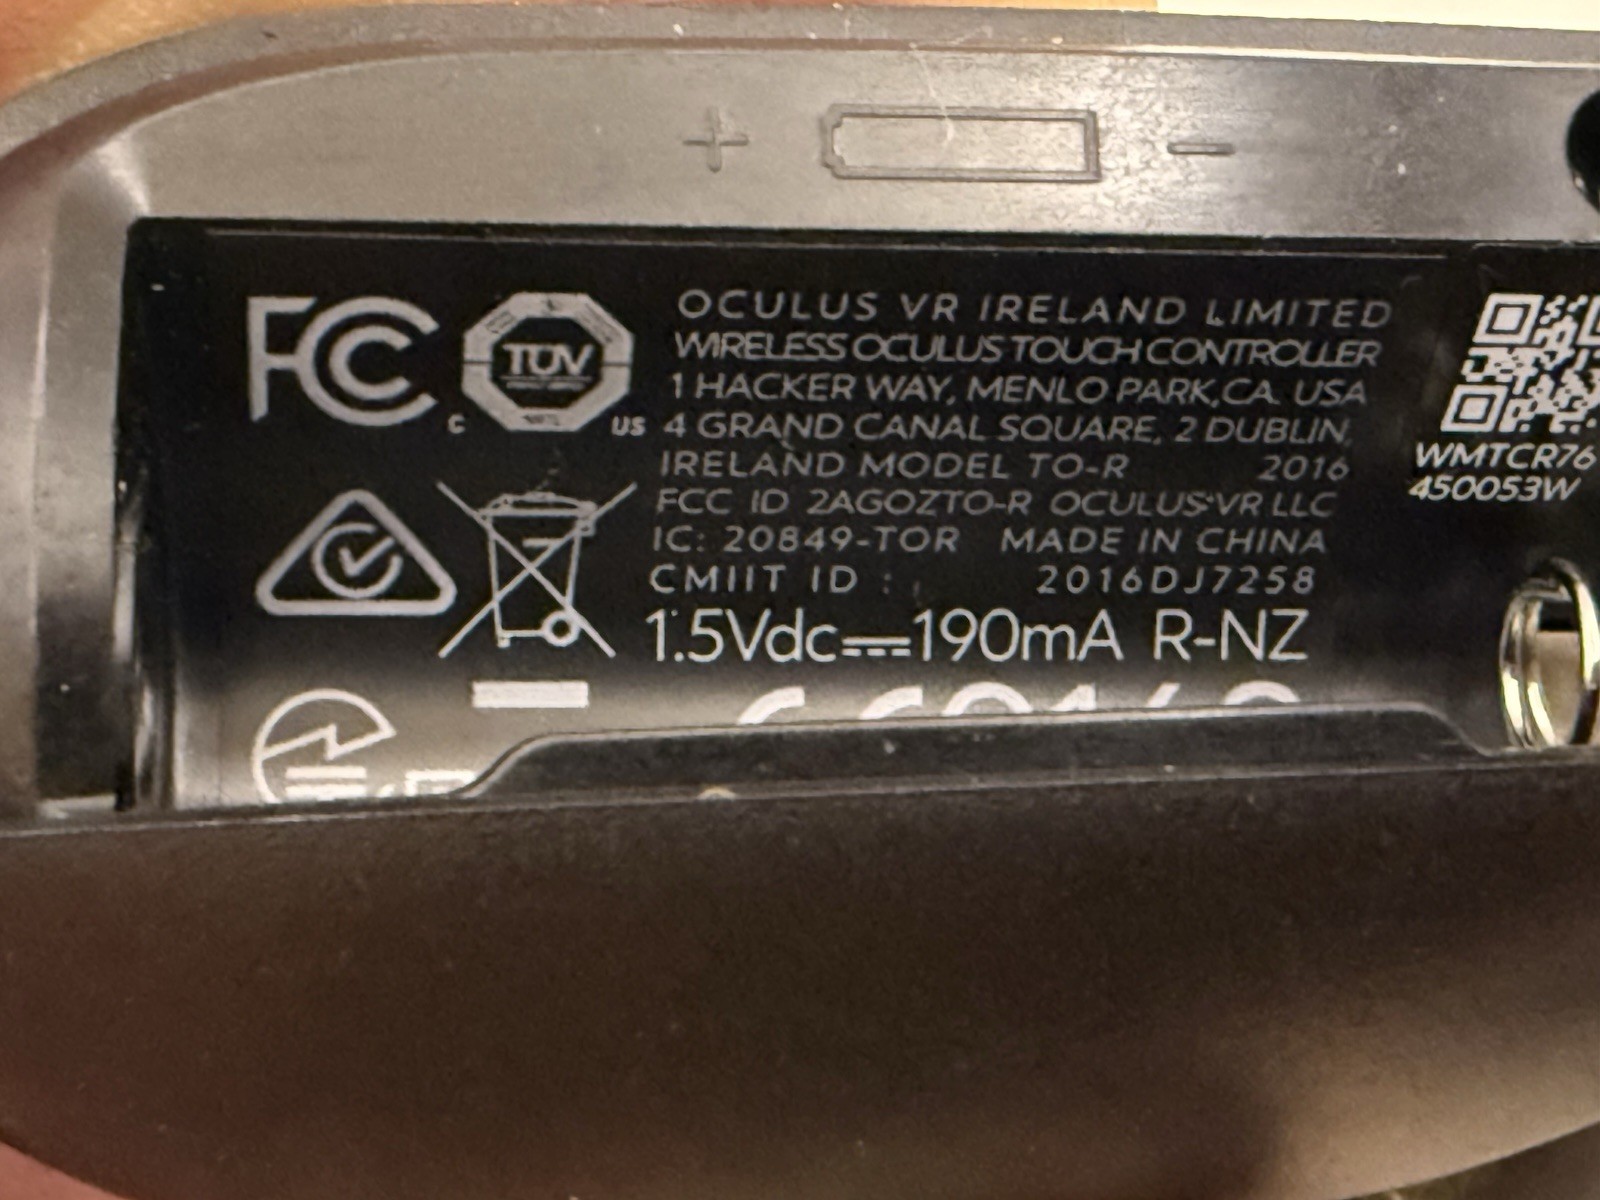 + -
FCC
TÜV
C US
OCULUS VR IRELAND LIMITED
WIRELESS OCULUS TOUCH CONTROLLER
1 HACKER WAY, MENLO PARK, CA. USA
4 GRAND CANAL SQUARE, 2 DUBLIN,
IRELAND MODEL TO-R 2016
FCC ID 2AGOZTO-R OCULUS VR LLC
IC: 20849-TOR MADE IN CHINA
CMIIT ID : 2016DJ7258
1.5Vdc⎓190mA R-NZ
WMTCR76
450053W